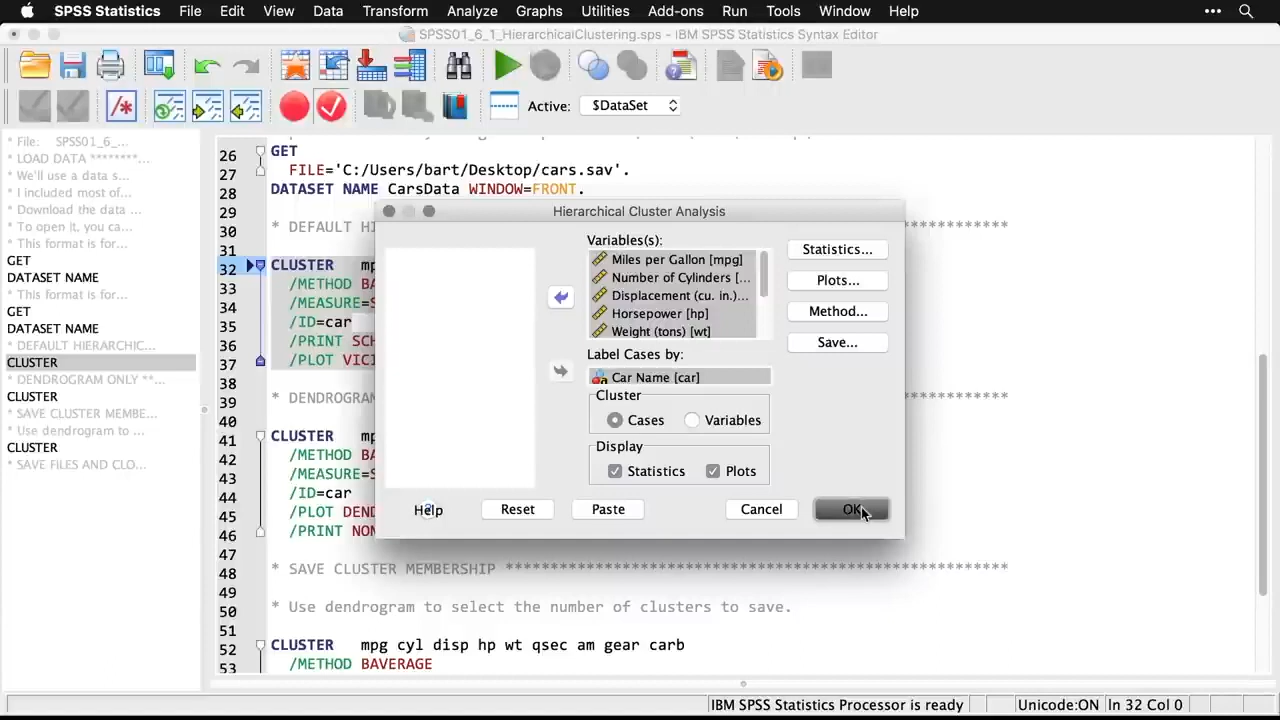 SPSS Statistics File Edit View Data Transform Analyze Graphs Utilities Add-ons Run Tools Window Help
SPSS01_6_1_HierarchicalClustering.sps - IBM SPSS Statistics Syntax Editor
Active: $DataSet
* File: SPSS01_6_...
* LOAD DATA ********...
* We'll use a data s...
* I included most of...
* Download the data ...
* To open it, you ca...
* This format is for...
GET
DATASET NAME
* This format is for...
GET
DATASET NAME
* DEFAULT HIERARCHIC...
CLUSTER
* DENDROGRAM ONLY **...
CLUSTER
* SAVE CLUSTER MEMBE...
* Use dendrogram to ...
CLUSTER
* SAVE FILES AND CLO...
26 GET
27 FILE='C:/Users/bart/Desktop/cars.sav'.
28 DATASET NAME CarsData WINDOW=FRONT.
29
30 * DEFAULT HI ***********
31
32 CLUSTER mp
33 /METHOD BA
34 /MEASURE=S
35 /ID=car
36 /PRINT SCH
37 /PLOT VICI
38
39 * DENDROGRAM ***********
40
41 CLUSTER mp
42 /METHOD BA
43 /MEASURE=S
44 /ID=car
45 /PLOT DEND
46 /PRINT NON
47
48 * SAVE CLUSTER MEMBERSHIP *******************************************************
49
50 * Use dendrogram to select the number of clusters to save.
51
52 CLUSTER mpg cyl disp hp wt qsec am gear carb
53 /METHOD BAVERAGE
Hierarchical Cluster Analysis
Variables(s):
Miles per Gallon [mpg]
Number of Cylinders [...
Displacement (cu. in.)...
Horsepower [hp]
Weight (tons) [wt]
Label Cases by:
Car Name [car]
Cluster
Cases Variables
Display
Statistics Plots
Statistics...
Plots...
Method...
Save...
Help Reset Paste Cancel OK
IBM SPSS Statistics Processor is ready Unicode:ON In 32 Col 0